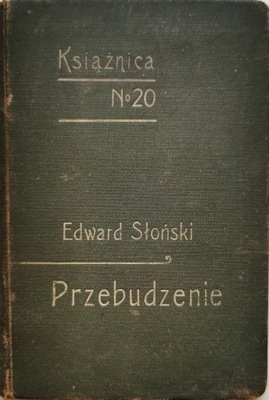 Książnica
No 20
Edward Słoński
Przebudzenie